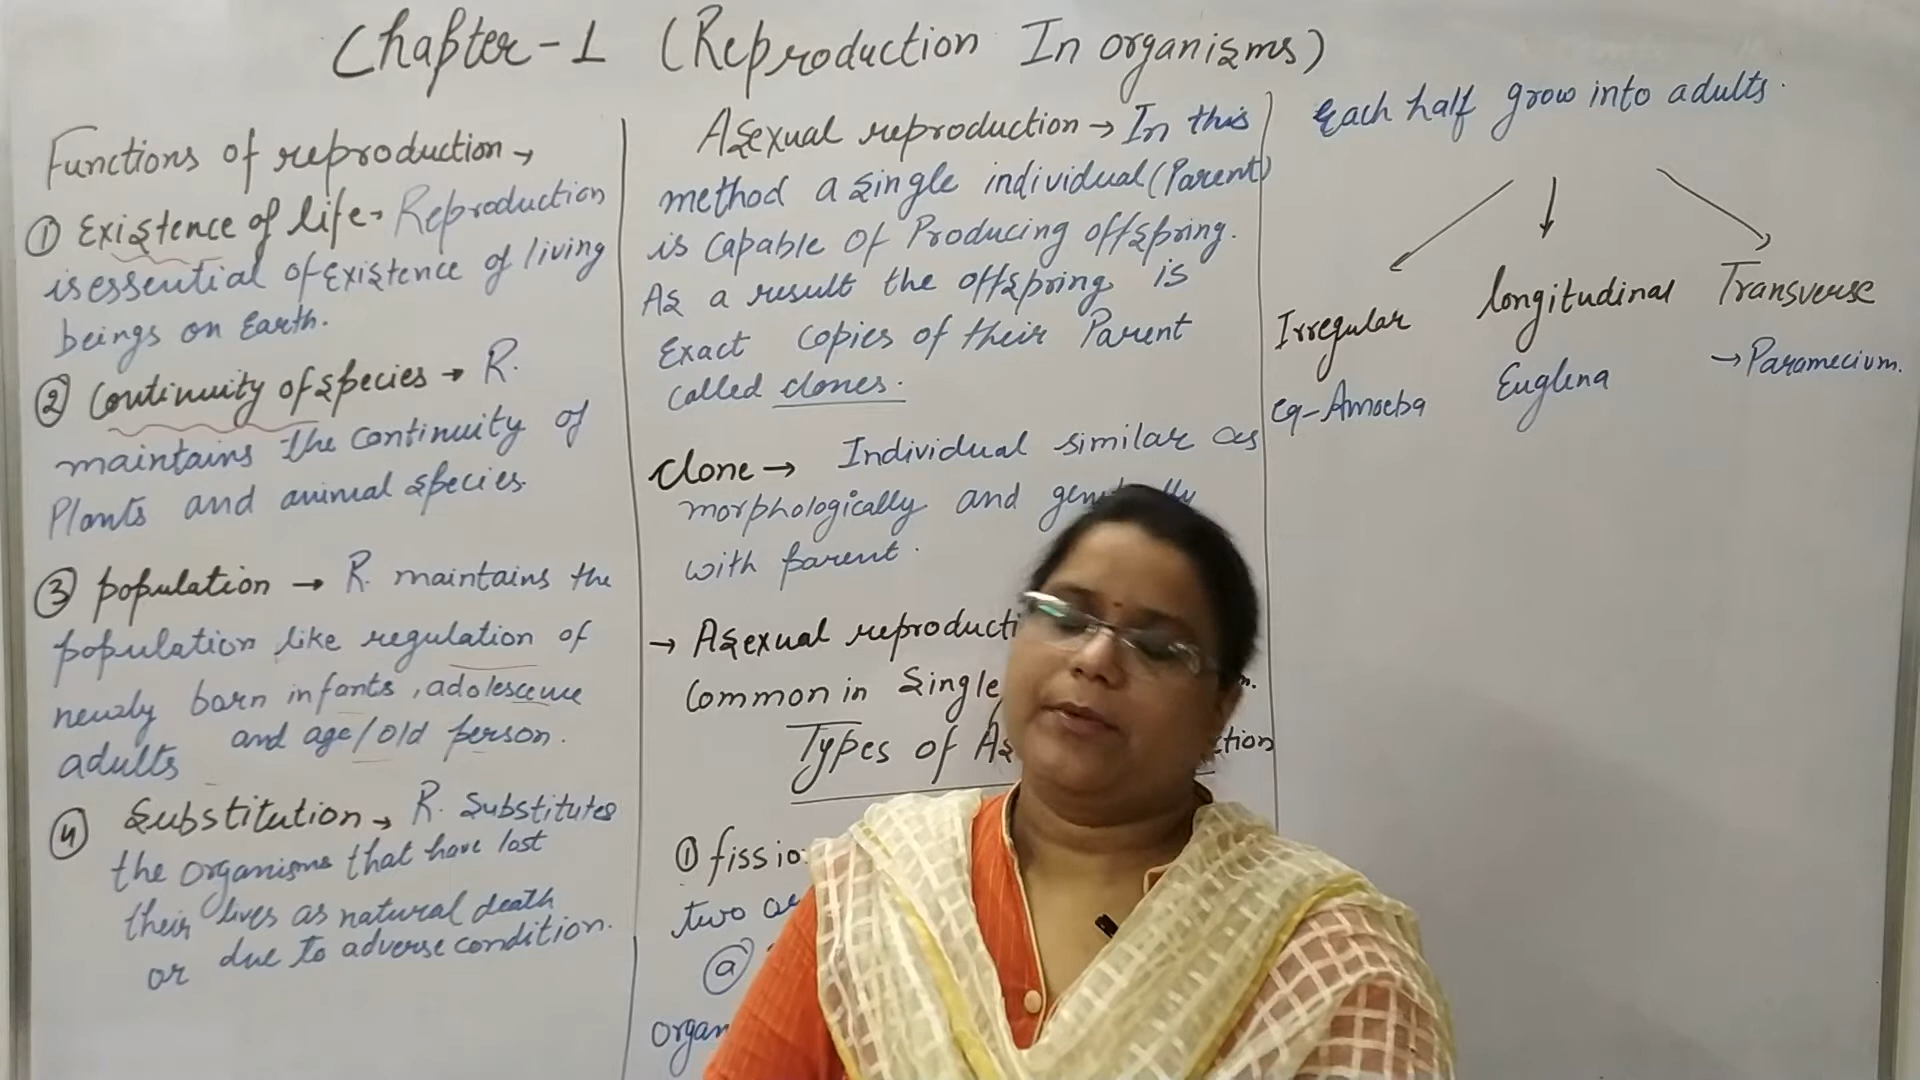 Chapter-1 (Reproduction In organisms)
Functions of reproduction →
① Existence of life → Reproduction
is essential of existence of living
beings on Earth.
② Continuity of species → R.
maintains the continuity of
Plants and animal species.
③ population → R. maintains the
population like regulation of
newly born infants, adolescence
adults and age/old person.
④ Substitution → R. Substitutes
the organisms that have lost
their lives as natural death
or due to adverse condition.
Asexual reproduction → In this
method a single individual (Parent)
is capable of Producing offspring.
As a result the offspring is
Exact copies of their Parent
called clones.
Clone → Individual similar as
morphologically and
with parent.
→ Asexual
Common in Single
Types of
① 
two
ⓐ
Each half grow into adults.
Irregular longitudinal Transverse
eg- Amoeba Euglena → Paramecium.